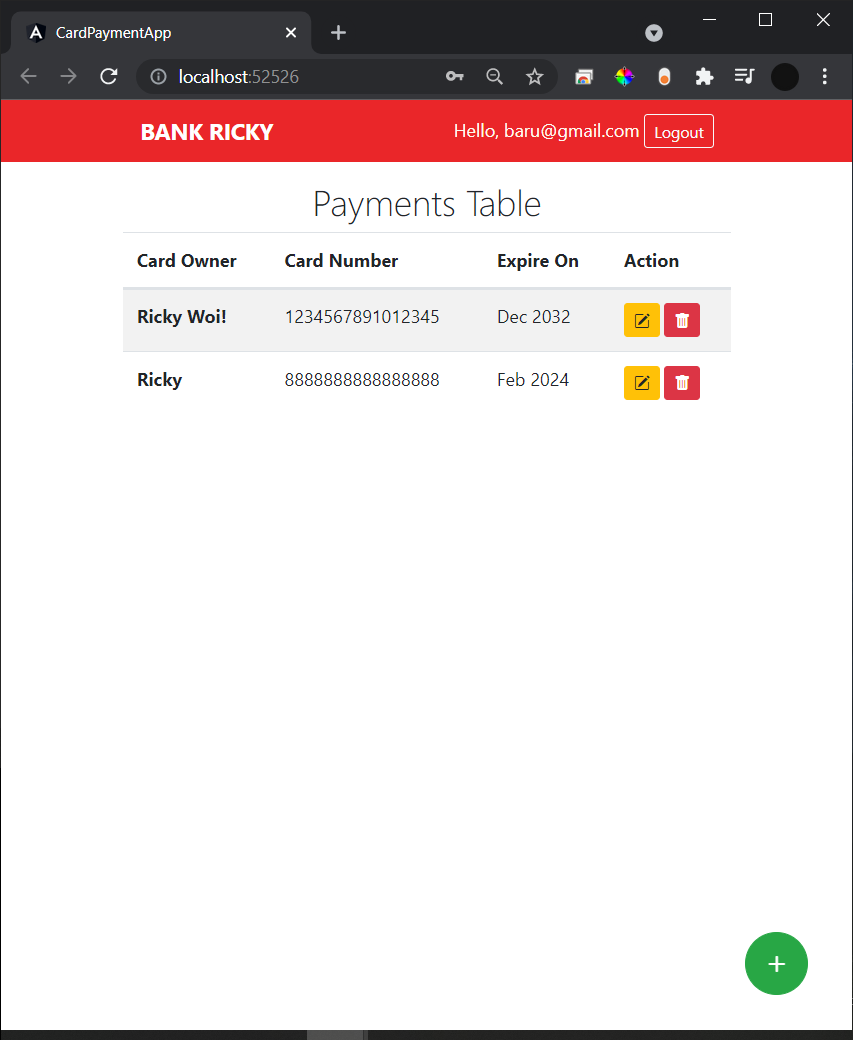 CardPaymentApp
localhost:52526
BANK RICKY
Hello, baru@gmail.com Logout
Payments Table
Card Owner Card Number Expire On Action
Ricky Woi! 1234567891012345 Dec 2032
Ricky 8888888888888888 Feb 2024